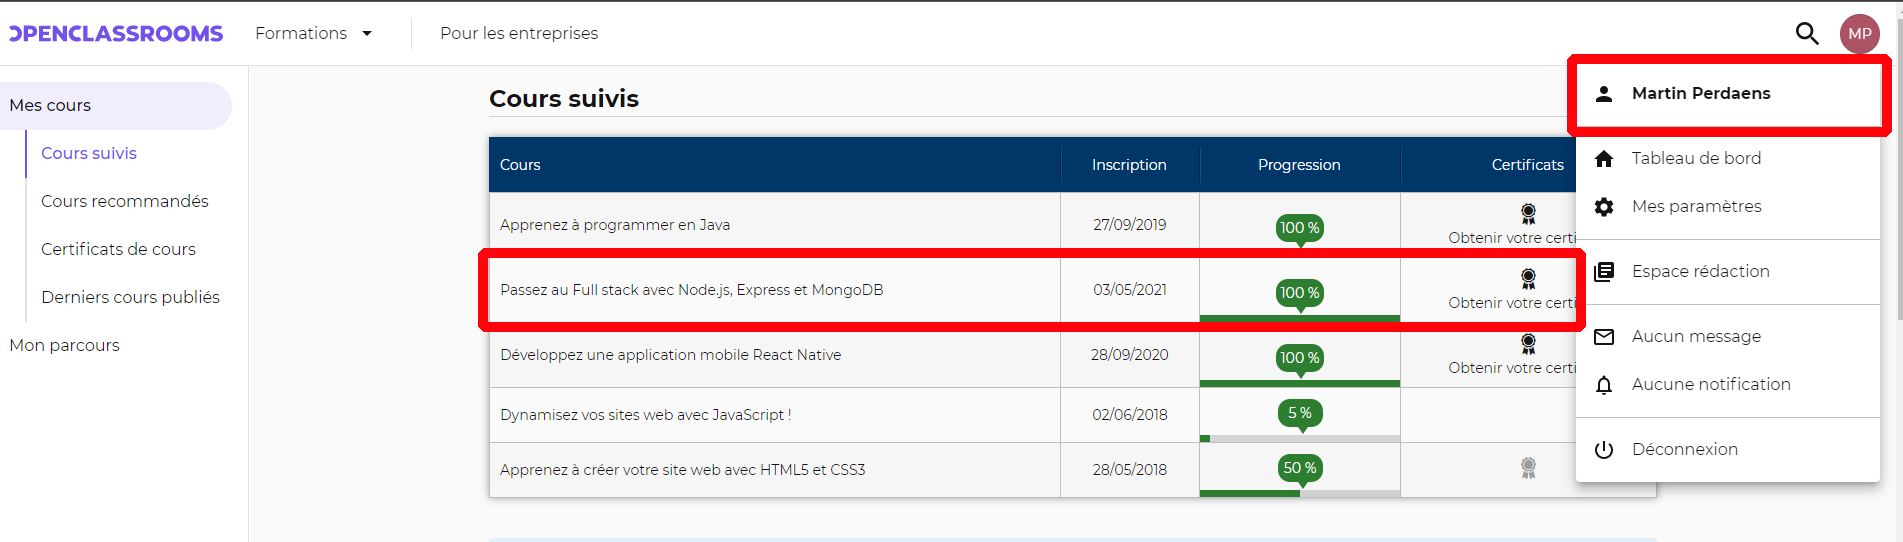 OPENCLASSROOMS Formations Pour les entreprises MP
Mes cours
Cours suivis
Cours recommandés
Certificats de cours
Derniers cours publiés
Mon parcours
Cours suivis
Cours Inscription Progression Certificats
Apprenez à programmer en Java 27/09/2019 100 % Obtenir votre certi
Passez au Full stack avec Node.js, Express et MongoDB 03/05/2021 100 % Obtenir votre certi
Développez une application mobile React Native 28/09/2020 100 % Obtenir votre certi
Dynamisez vos sites web avec JavaScript ! 02/06/2018 5 %
Apprenez à créer votre site web avec HTML5 et CSS3 28/05/2018 50 %
Martin Perdaens
Tableau de bord
Mes paramètres
Espace rédaction
Aucun message
Aucune notification
Déconnexion